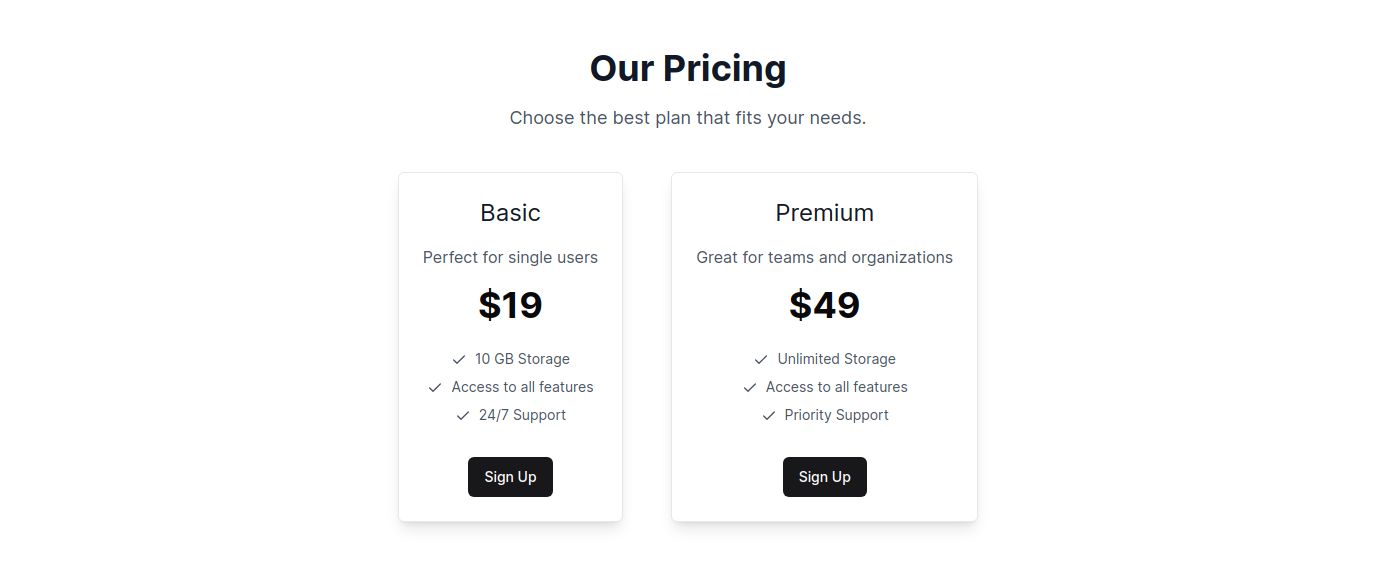 Our Pricing
Choose the best plan that fits your needs.
Basic
Perfect for single users
$19
10 GB Storage
Access to all features
24/7 Support
Sign Up
Premium
Great for teams and organizations
$49
Unlimited Storage
Access to all features
Priority Support
Sign Up